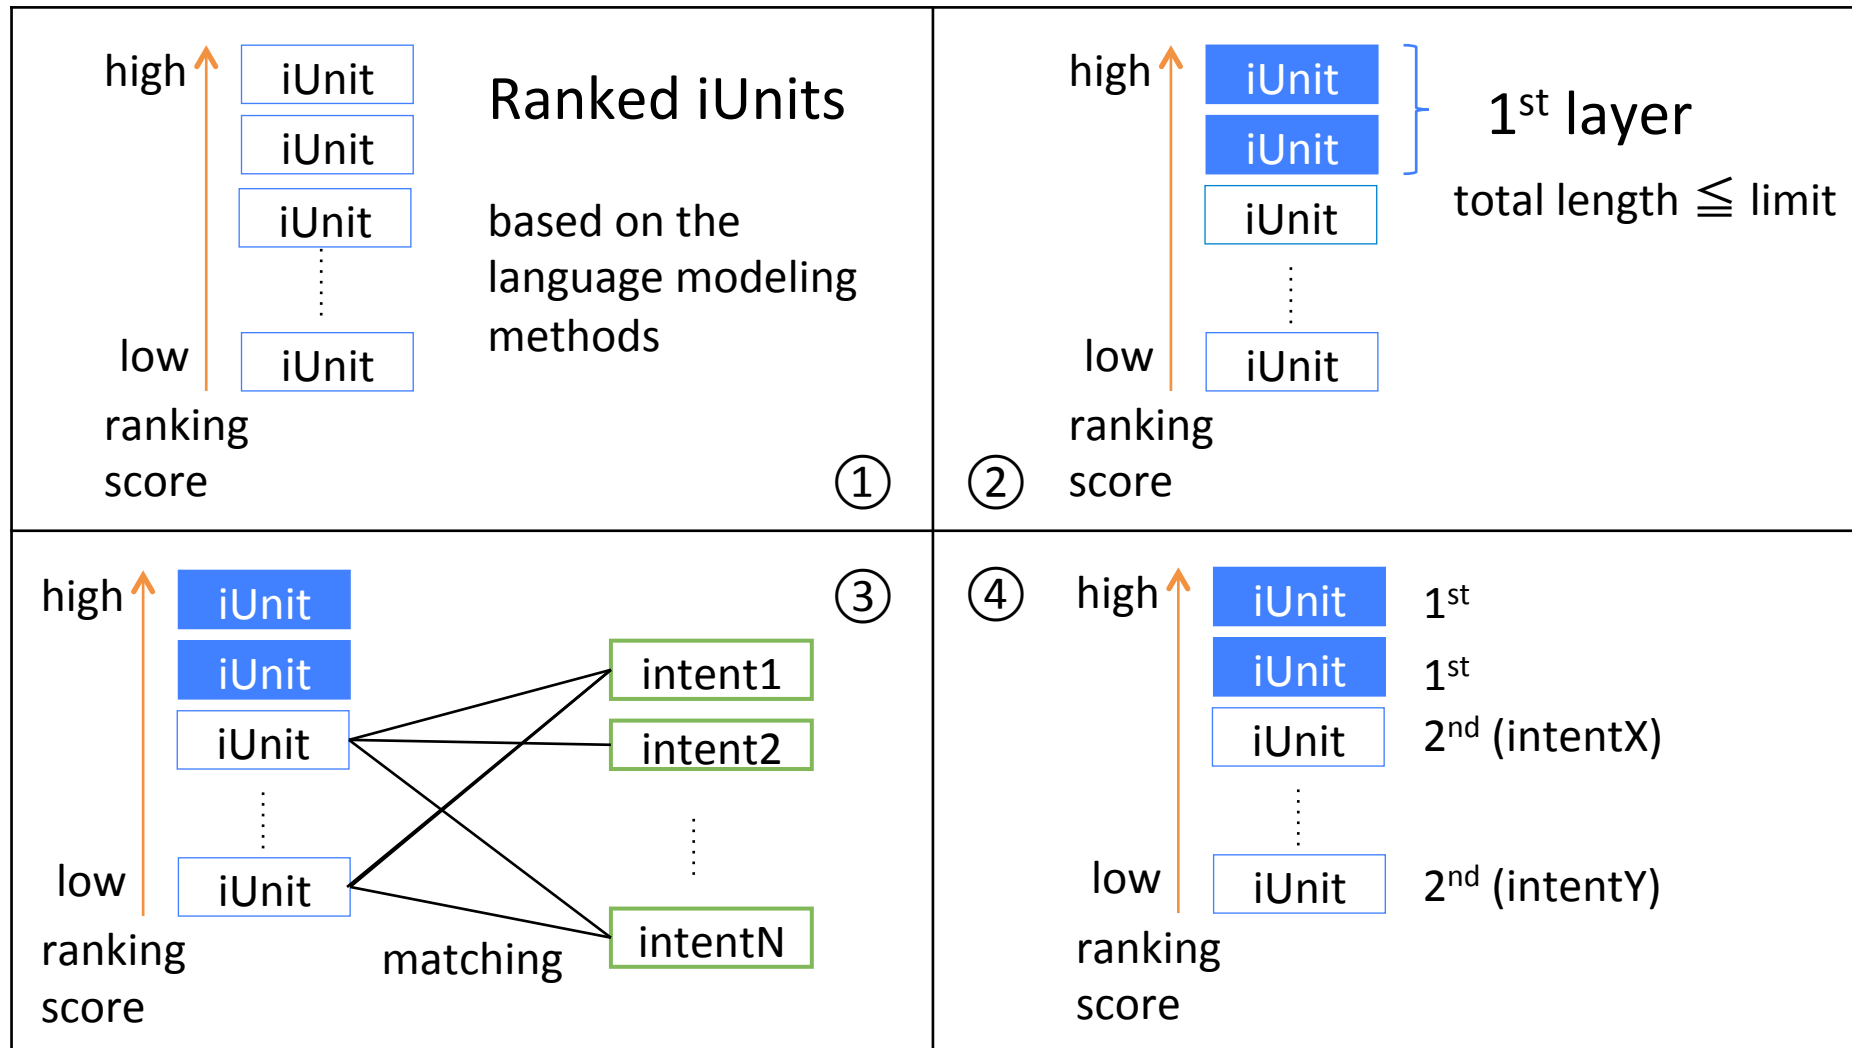 high
iUnit
Ranked iUnits
iUnit
iUnit
based on the
language modeling
methods
low
iUnit
ranking
score
①
high
iUnit
1st layer
iUnit
iUnit
total length ≦ limit
low
iUnit
ranking
score
②
high
iUnit
③
iUnit
intent1
iUnit
intent2
low
iUnit
intentN
matching
ranking
score
④
high
iUnit
1st
iUnit
1st
iUnit
2nd (intentX)
low
iUnit
2nd (intentY)
ranking
score